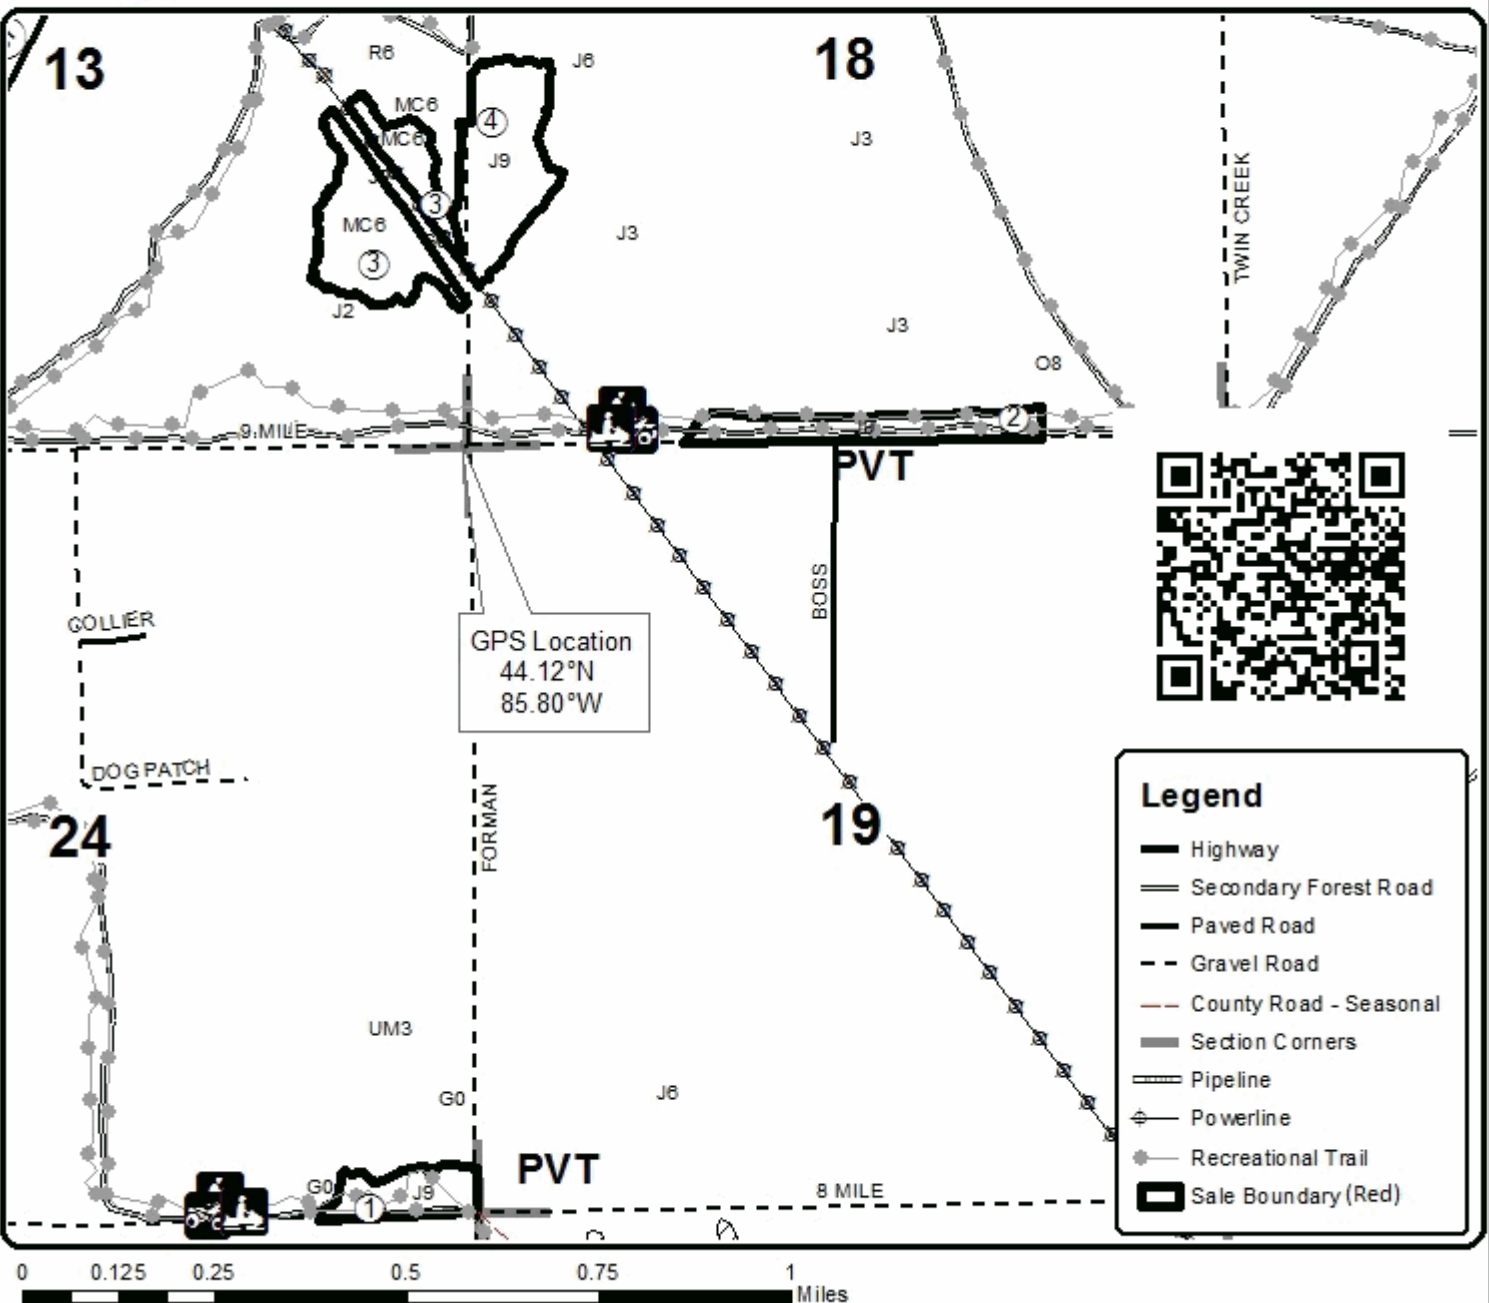 13
R6
J6
18
MC6
4
MC6
J9
J3
TWIN CREEK
3
MC6
J3
3
J2
J3
O8
9 MILE
2
PVT
BOSS
COLLIER
GPS Location
44.12°N
85.80°W
DOG PATCH
FORMAN
24
19
Legend
Highway
Secondary Forest Road
Paved Road
Gravel Road
County Road - Seasonal
Section Corners
Pipeline
Powerline
Recreational Trail
Sale Boundary (Red)
UM3
G0
J6
PVT
G0
J9
1
8 MILE
0 0.125 0.25 0.5 0.75 1
Miles